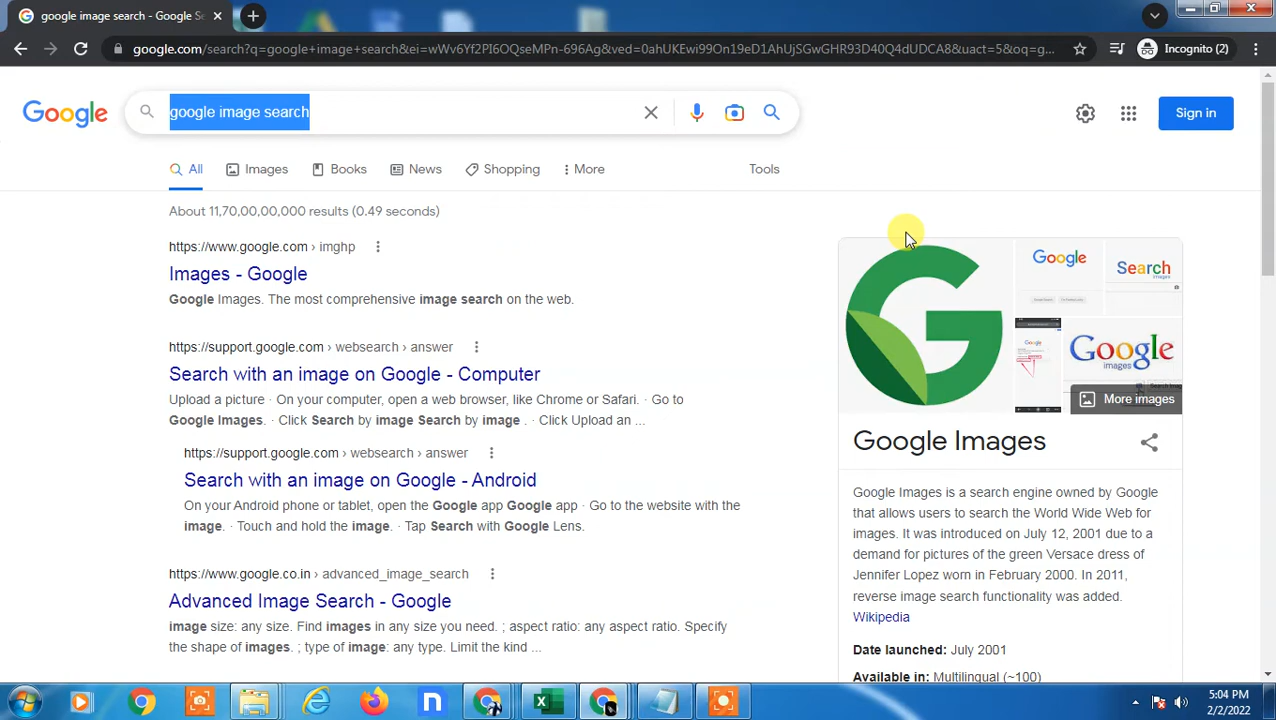 google image search - Google Se
google.com/search?q=google+image+search&ei=wWv6Yf2PI6OQseMPn-696Ag&ved=0ahUKEwi99On19eD1AhUjSGwGHR93D40Q4dUDCA8&uact=5&oq=g...
Incognito (2)
Google
google image search
Sign in
All
Images
Books
News
Shopping
More
Tools
About 11,70,00,00,000 results (0.49 seconds)
https://www.google.com › imghp
Images - Google
Google Images. The most comprehensive image search on the web.
https://support.google.com › websearch › answer
Search with an image on Google - Computer
Upload a picture · On your computer, open a web browser, like Chrome or Safari. · Go to
Google Images. · Click Search by image Search by image . · Click Upload an ...
https://support.google.com › websearch › answer
Search with an image on Google - Android
On your Android phone or tablet, open the Google app Google app · Go to the website with the
image. · Touch and hold the image. · Tap Search with Google Lens.
https://www.google.co.in › advanced_image_search
Advanced Image Search - Google
image size: any size. Find images in any size you need. ; aspect ratio: any aspect ratio. Specify
the shape of images. ; type of image: any type. Limit the kind ...
G
Google
Search
images
Google
images
More images
Google Images
Google Images is a search engine owned by Google
that allows users to search the World Wide Web for
images. It was introduced on July 12, 2001 due to a
demand for pictures of the green Versace dress of
Jennifer Lopez worn in February 2000. In 2011,
reverse image search functionality was added.
Wikipedia
Date launched: July 2001
Available in: Multilingual (~100)
5:04 PM
2/2/2022